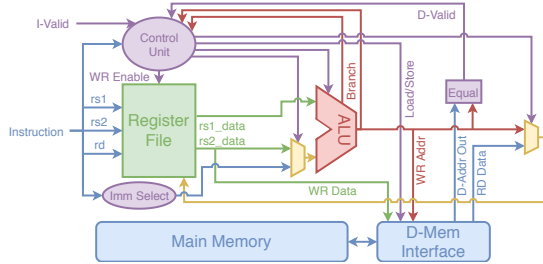 D-Valid
I-Valid
Control
Unit
WR Enable
Branch
Load/Store
Equal
rs1
Register
File
rs1_data
rs2_data
ALU
Instruction
rs2
rd
WR Addr
D-Addr Out
RD Data
Imm Select
WR Data
Main Memory
D-Mem
Interface